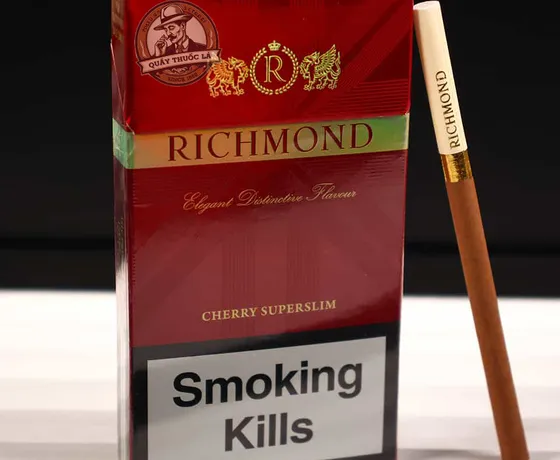 QUẦY THUỐC LÁ
R
RICHMOND
Elegant Distinctive Flavour
CHERRY SUPERSLIM
Smoking
Kills
RICHMOND